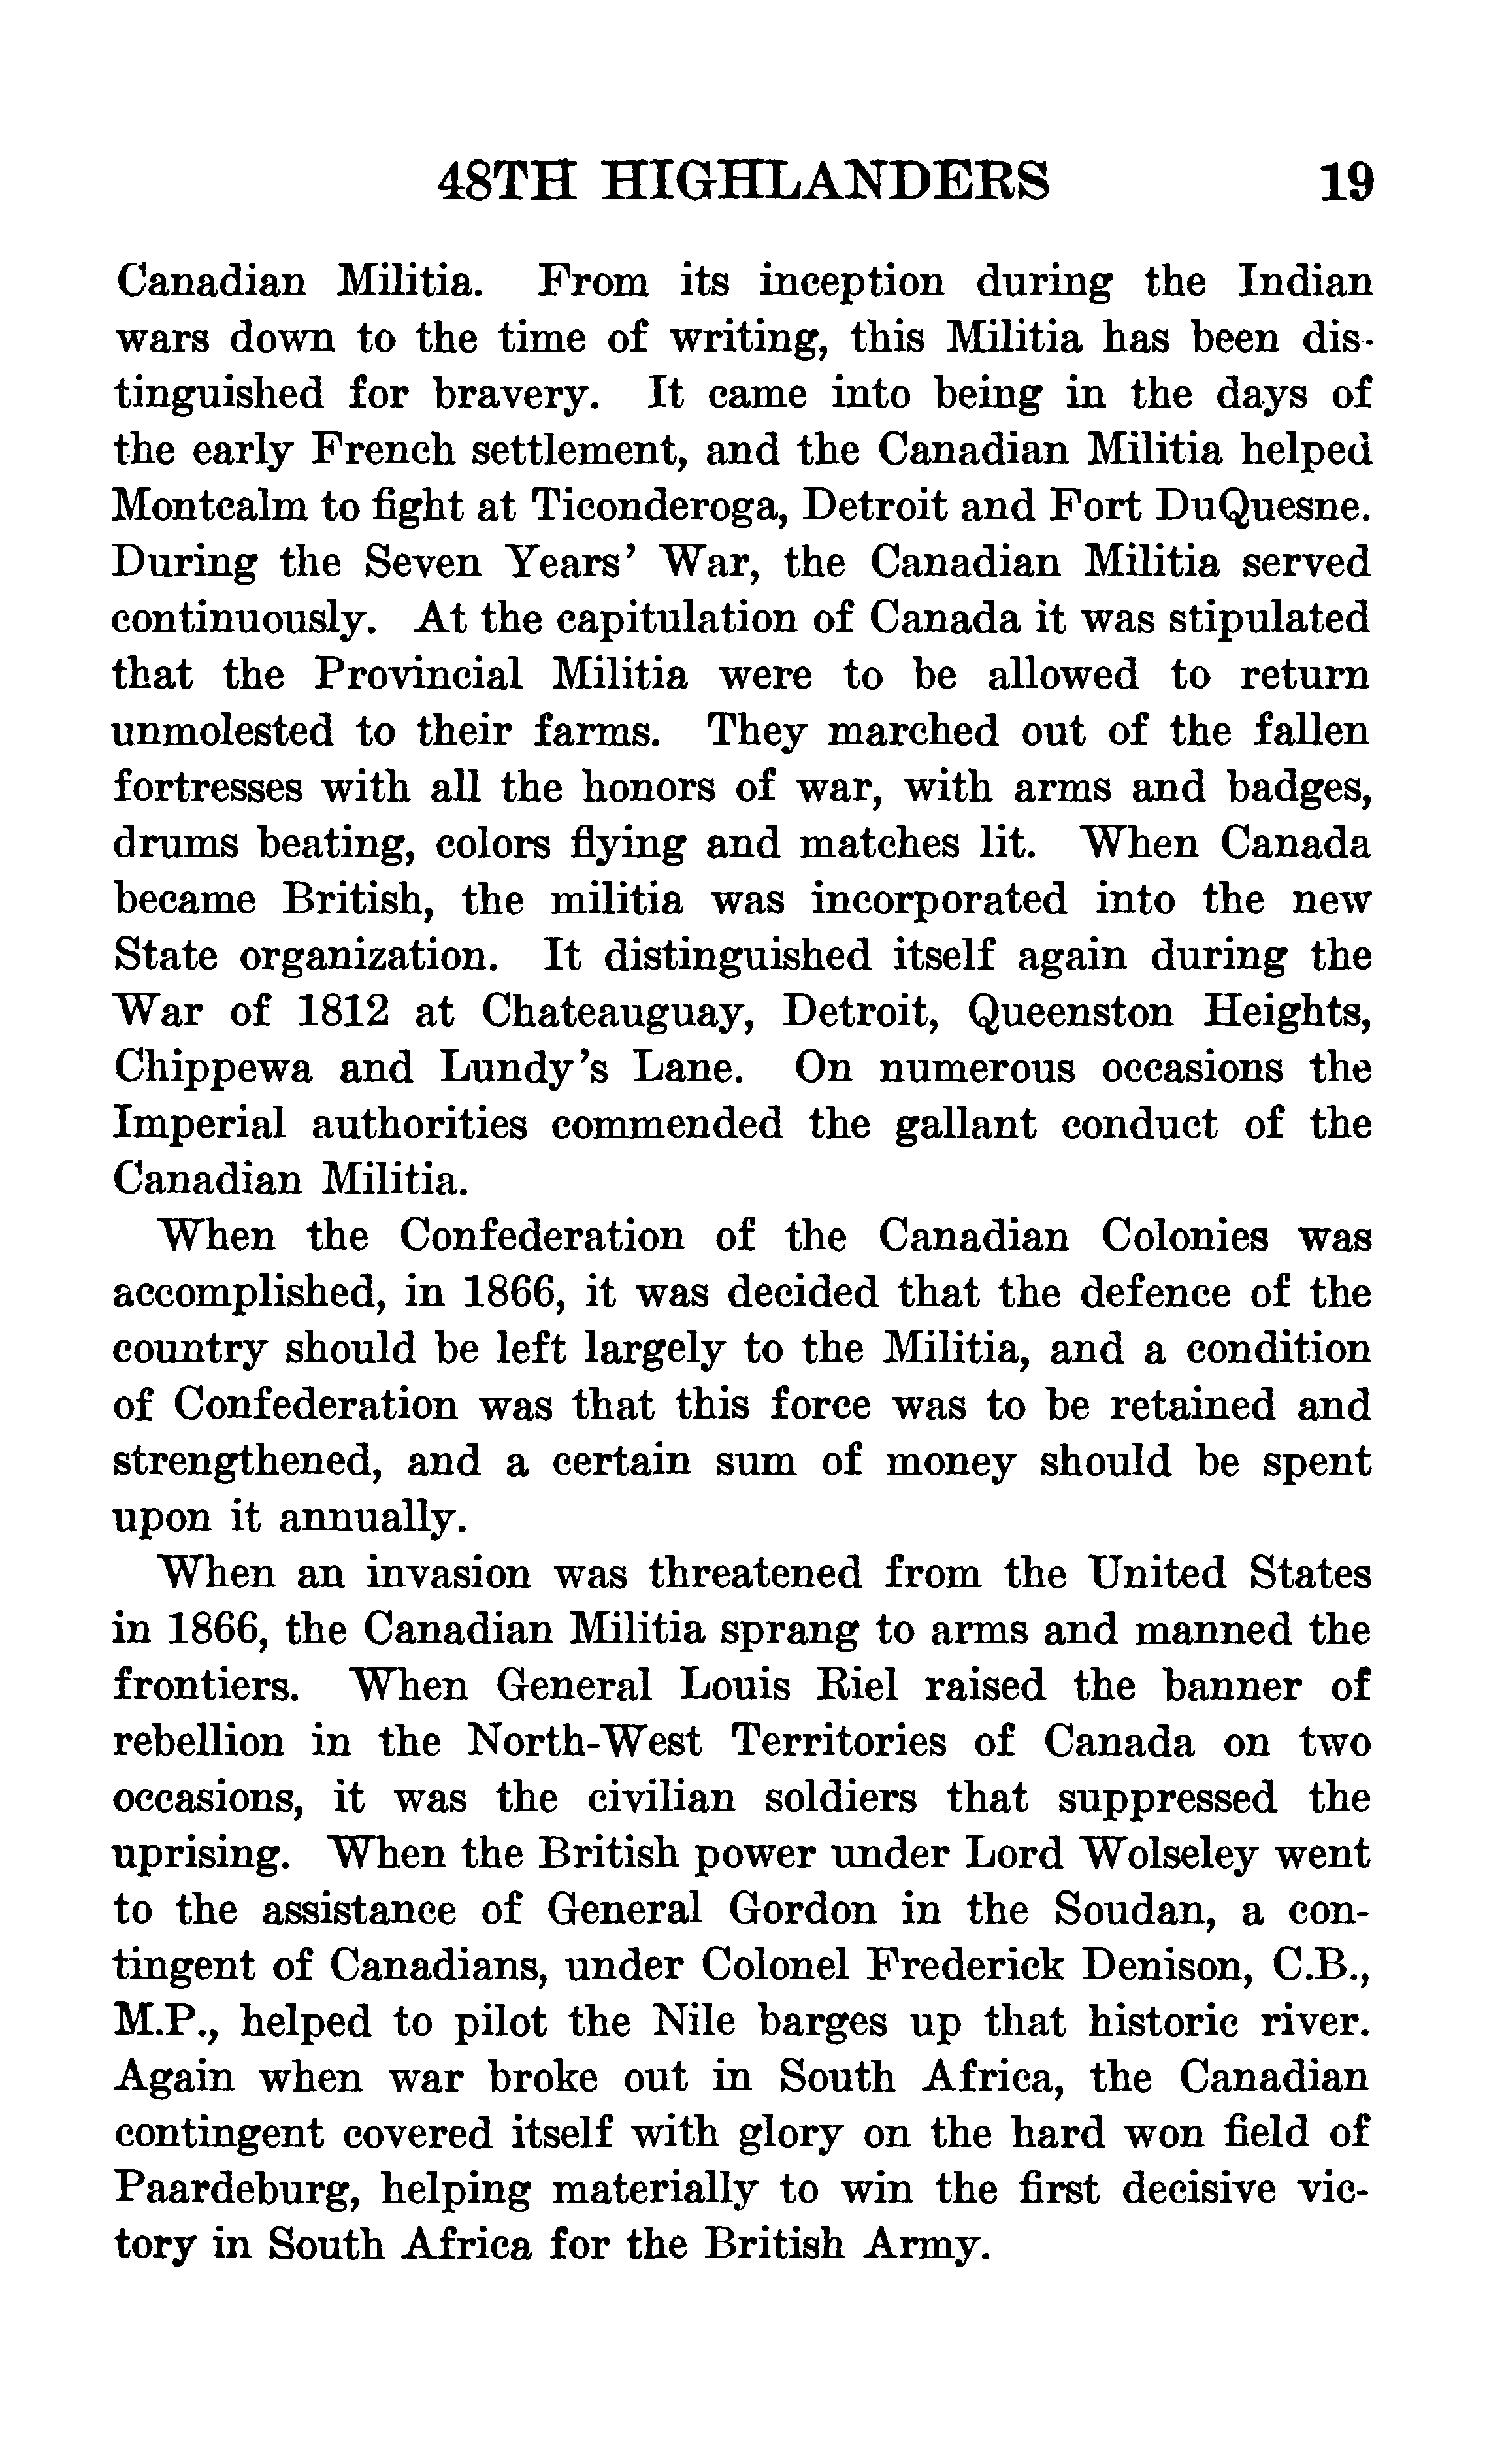 48TH HIGHLANDERS 19
Canadian Militia. From its inception during the Indian
wars down to the time of writing, this Militia has been dis-
tinguished for bravery. It came into being in the days of
the early French settlement, and the Canadian Militia helped
Montcalm to fight at Ticonderoga, Detroit and Fort DuQuesne.
During the Seven Years' War, the Canadian Militia served
continuously. At the capitulation of Canada it was stipulated
that the Provincial Militia were to be allowed to return
unmolested to their farms. They marched out of the fallen
fortresses with all the honors of war, with arms and badges,
drums beating, colors flying and matches lit. When Canada
became British, the militia was incorporated into the new
State organization. It distinguished itself again during the
War of 1812 at Chateauguay, Detroit, Queenston Heights,
Chippewa and Lundy's Lane. On numerous occasions the
Imperial authorities commended the gallant conduct of the
Canadian Militia.
When the Confederation of the Canadian Colonies was
accomplished, in 1866, it was decided that the defence of the
country should be left largely to the Militia, and a condition
of Confederation was that this force was to be retained and
strengthened, and a certain sum of money should be spent
upon it annually.
When an invasion was threatened from the United States
in 1866, the Canadian Militia sprang to arms and manned the
frontiers. When General Louis Riel raised the banner of
rebellion in the North-West Territories of Canada on two
occasions, it was the civilian soldiers that suppressed the
uprising. When the British power under Lord Wolseley went
to the assistance of General Gordon in the Soudan, a con-
tingent of Canadians, under Colonel Frederick Denison, C.B.,
M.P., helped to pilot the Nile barges up that historic river.
Again when war broke out in South Africa, the Canadian
contingent covered itself with glory on the hard won field of
Paardeburg, helping materially to win the first decisive vic-
tory in South Africa for the British Army.